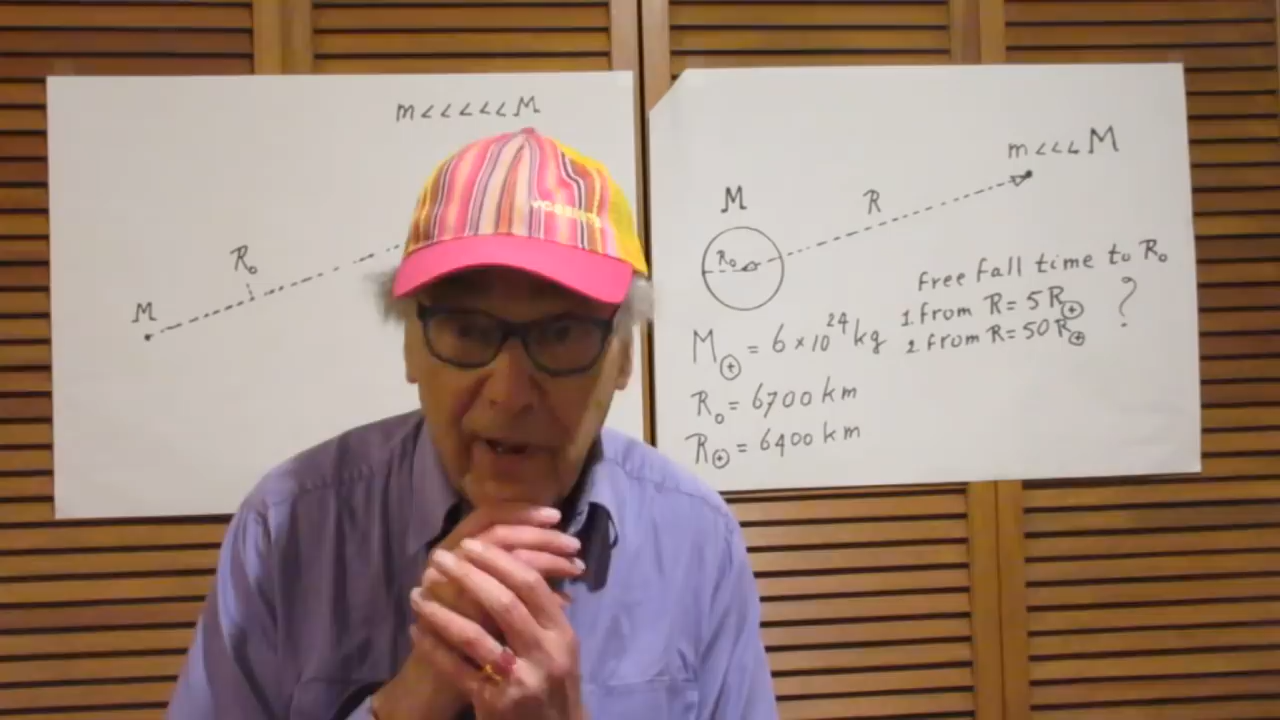 m<<<<<<M
R₀
M
m<<<M
M
R
R₀
Free fall time to R₀
1. from R = 5 R⊕
2. from R = 50 R⊕
?
M⊕ = 6 × 10²⁴ kg
R₀ = 6700 km
R⊕ = 6400 km